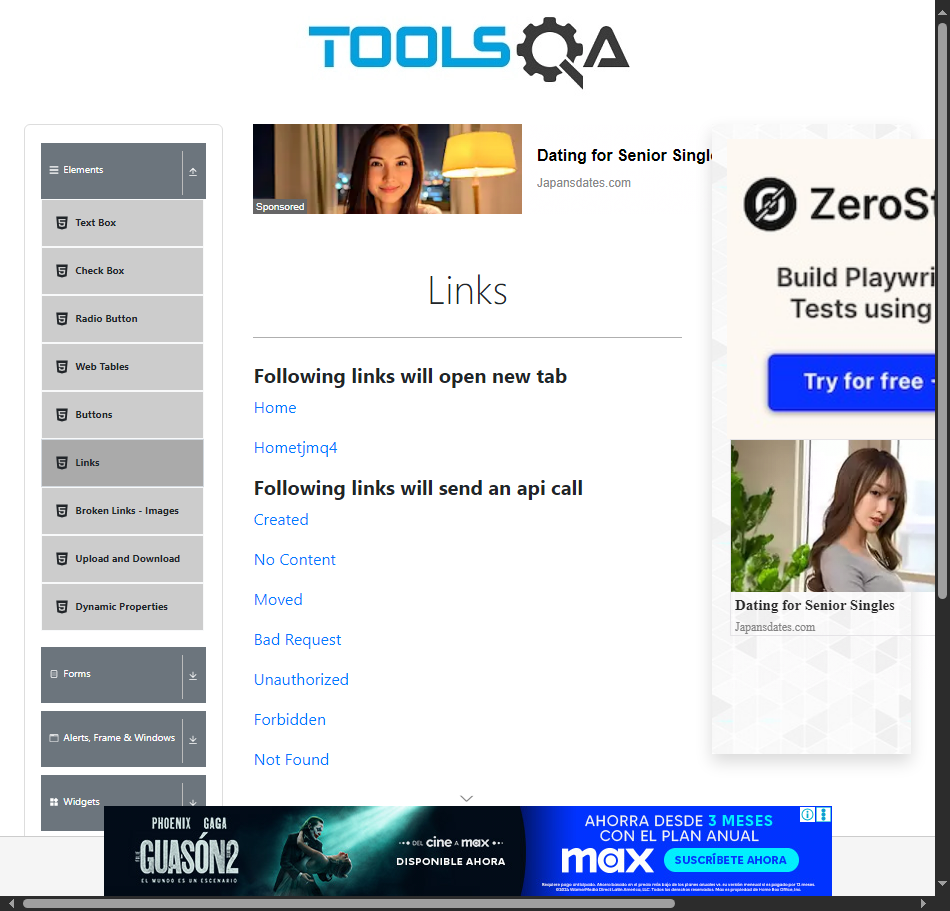 TOOLSQA
Elements
Text Box
Check Box
Radio Button
Web Tables
Buttons
Links
Broken Links - Images
Upload and Download
Dynamic Properties
Forms
Alerts, Frame & Windows
Widgets
Sponsored
Dating for Senior Singl
Japansdates.com
Links
Following links will open new tab
Home
Hometjmq4
Following links will send an api call
Created
No Content
Moved
Bad Request
Unauthorized
Forbidden
Not Found
ZeroSt
Build Playwri
Tests using
Try for free
Dating for Senior Singles
Japansdates.com
PHOENIX GAGA
GUASÓN2
EL MUNDO ES UN ESCENARIO
DEL cine A max
DISPONIBLE AHORA
AHORRA DESDE 3 MESES
CON EL PLAN ANUAL
max SUSCRÍBETE AHORA